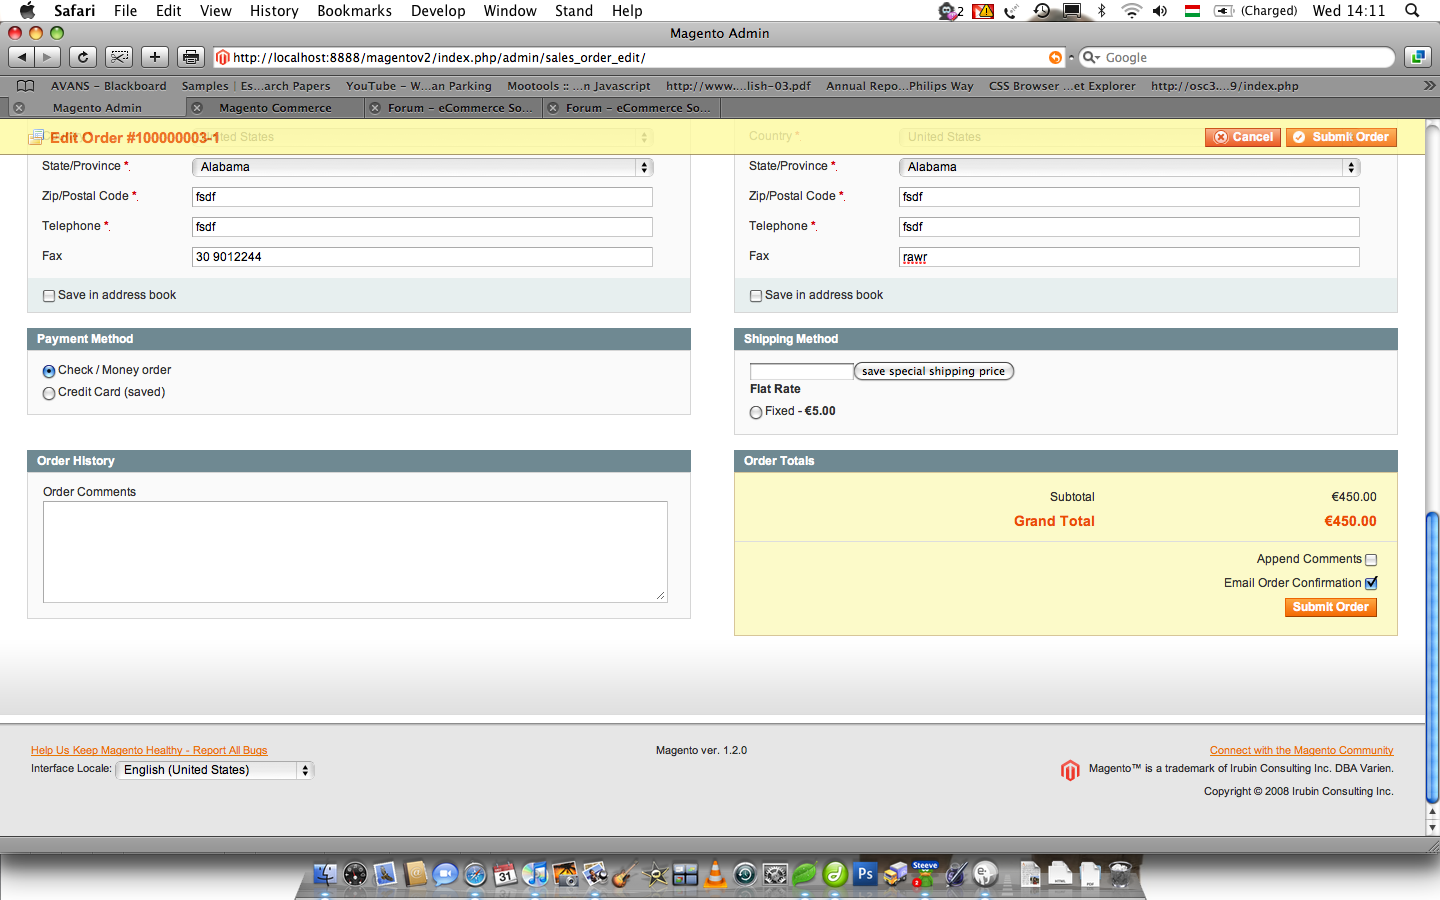 Safari File Edit View History Bookmarks Develop Window Stand Help 2 (Charged) Wed 14:11
Magento Admin
http://localhost:8888/magentov2/index.php/admin/sales_order_edit/ Google
AVANS – Blackboard Samples | Es...arch Papers YouTube – W...an Parking Mootools :: ...n Javascript http://www....lish-03.pdf Annual Repo...Philips Way CSS Browser ...et Explorer http://osc3....9/index.php
Magento Admin Magento Commerce Forum – eCommerce So... Forum – eCommerce So...
Edit Order #100000003-1 ted States Country * United States Cancel Submit Order
State/Province * Alabama State/Province * Alabama
Zip/Postal Code * fsdf Zip/Postal Code * fsdf
Telephone * fsdf Telephone * fsdf
Fax 30 9012244 Fax rawr
Save in address book Save in address book
Payment Method Shipping Method
Check / Money order save special shipping price
Flat Rate
Credit Card (saved) Fixed - €5.00
Order History Order Totals
Order Comments Subtotal €450.00
Grand Total €450.00
Append Comments
Email Order Confirmation
Submit Order
Help Us Keep Magento Healthy - Report All Bugs Magento ver. 1.2.0 Connect with the Magento Community
Interface Locale: English (United States) Magento™ is a trademark of Irubin Consulting Inc. DBA Varien.
Copyright © 2008 Irubin Consulting Inc.
31 Ps Steeve 2